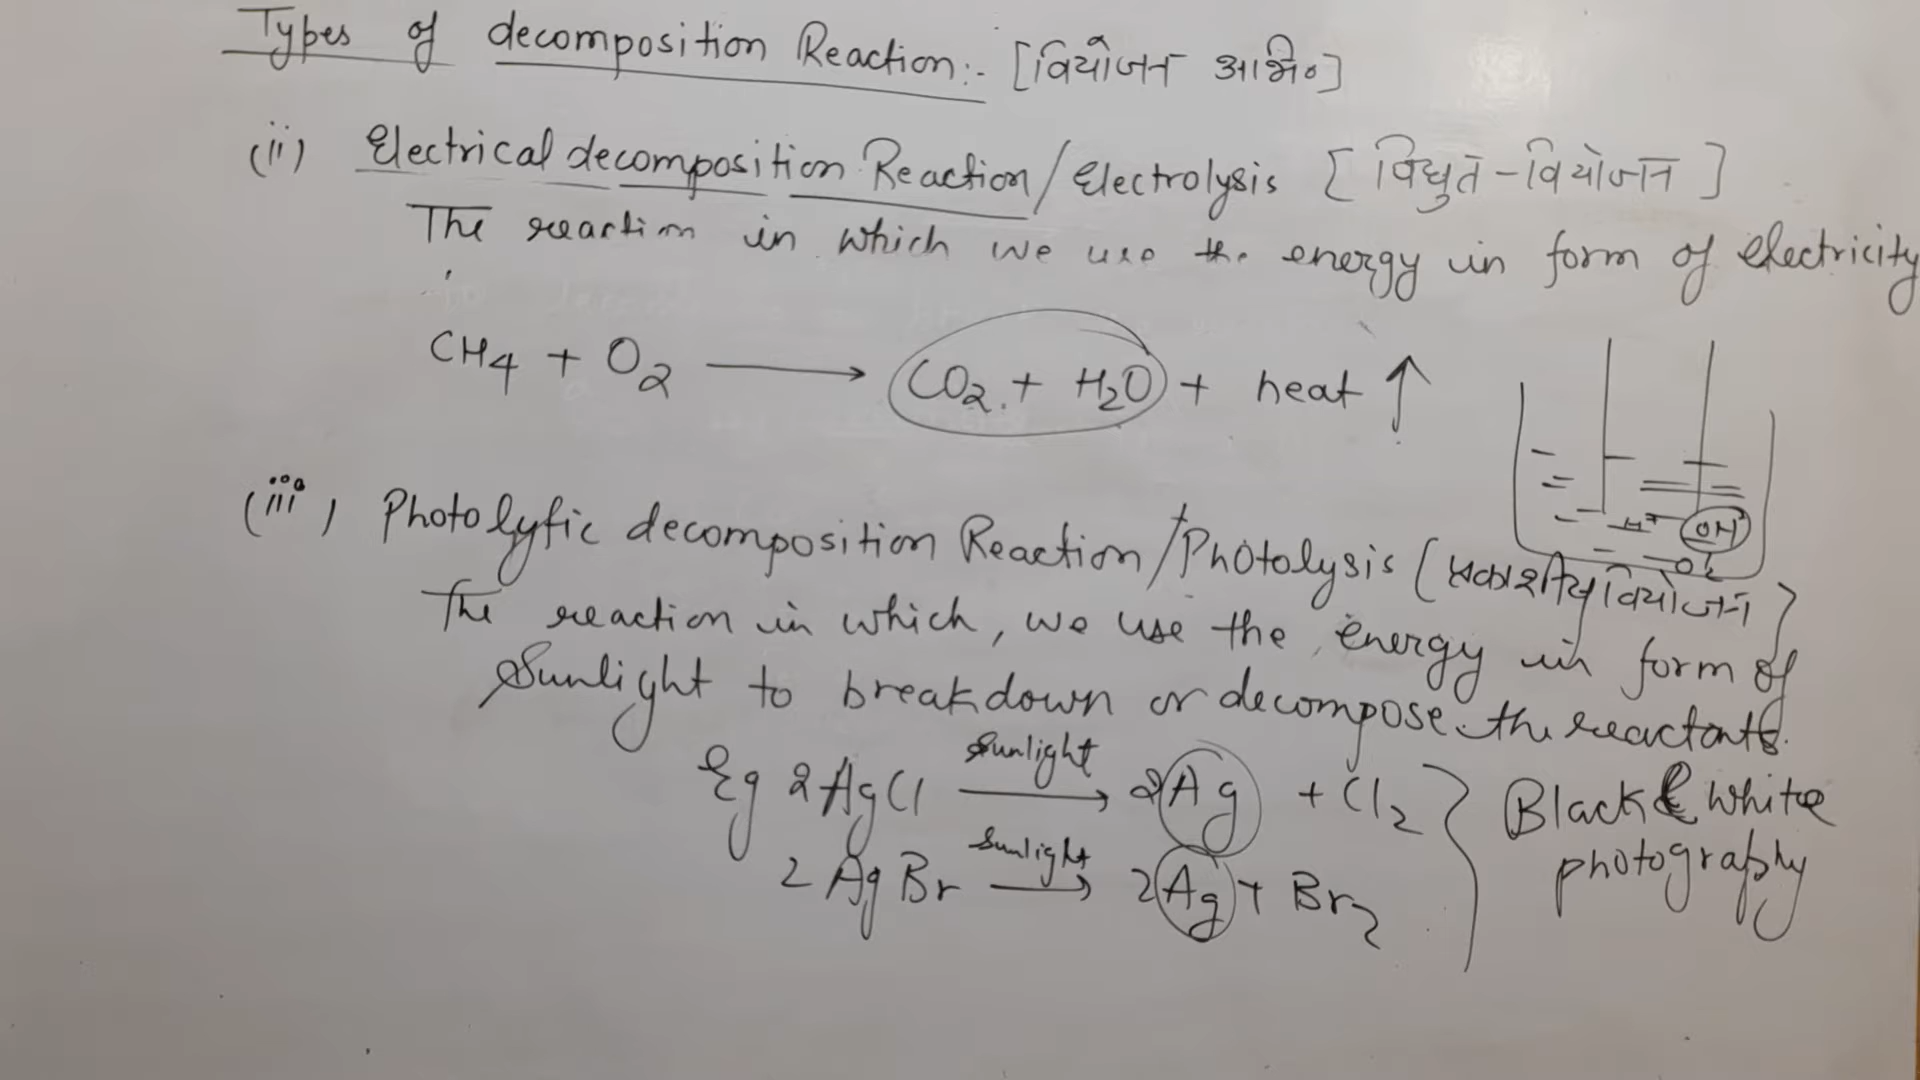 Types of decomposition Reaction:- [वियोजन अभि०]
(ii) Electrical decomposition Reaction/Electrolysis [विद्युत-वियोजन]
The reaction in which we use the energy in form of electricity
CH4 + O2 ⟶ CO2 + H2O + heat ↑
H+ OH-
O2
(iii) Photolytic decomposition Reaction/Photolysis (प्रकाशीय वियोजन)
The reaction in which, we use the energy in form of
Sunlight to breakdown or decompose the reactants.
Sunlight
Eg 2AgCl ⟶ 2Ag + Cl2 } Black & white
Sunlight
photography
2AgBr ⟶ 2Ag + Br2